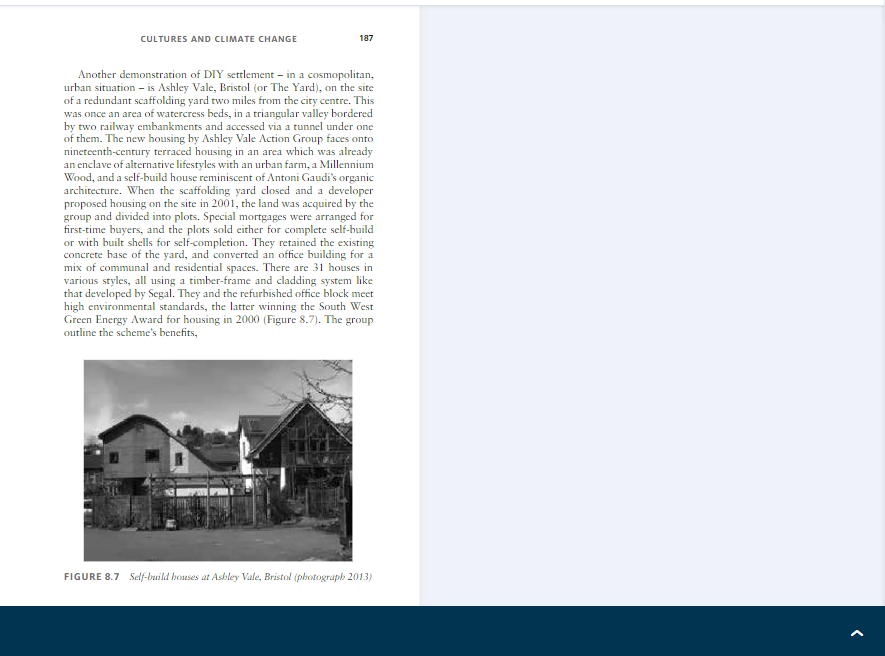 CULTURES AND CLIMATE CHANGE 187
Another demonstration of DIY settlement – in a cosmopolitan,
urban situation – is Ashley Vale, Bristol (or The Yard), on the site
of a redundant scaffolding yard two miles from the city centre. This
was once an area of watercress beds, in a triangular valley bordered
by two railway embankments and accessed via a tunnel under one
of them. The new housing by Ashley Vale Action Group faces onto
nineteenth-century terraced housing in an area which was already
an enclave of alternative lifestyles with an urban farm, a Millennium
Wood, and a self-build house reminiscent of Antoni Gaudi's organic
architecture. When the scaffolding yard closed and a developer
proposed housing on the site in 2001, the land was acquired by the
group and divided into plots. Special mortgages were arranged for
first-time buyers, and the plots sold either for complete self-build
or with built shells for self-completion. They retained the existing
concrete base of the yard, and converted an office building for a
mix of communal and residential spaces. There are 31 houses in
various styles, all using a timber-frame and cladding system like
that developed by Segal. They and the refurbished office block meet
high environmental standards, the latter winning the South West
Green Energy Award for housing in 2000 (Figure 8.7). The group
outline the scheme's benefits,
FIGURE 8.7 Self-build houses at Ashley Vale, Bristol (photograph 2013)